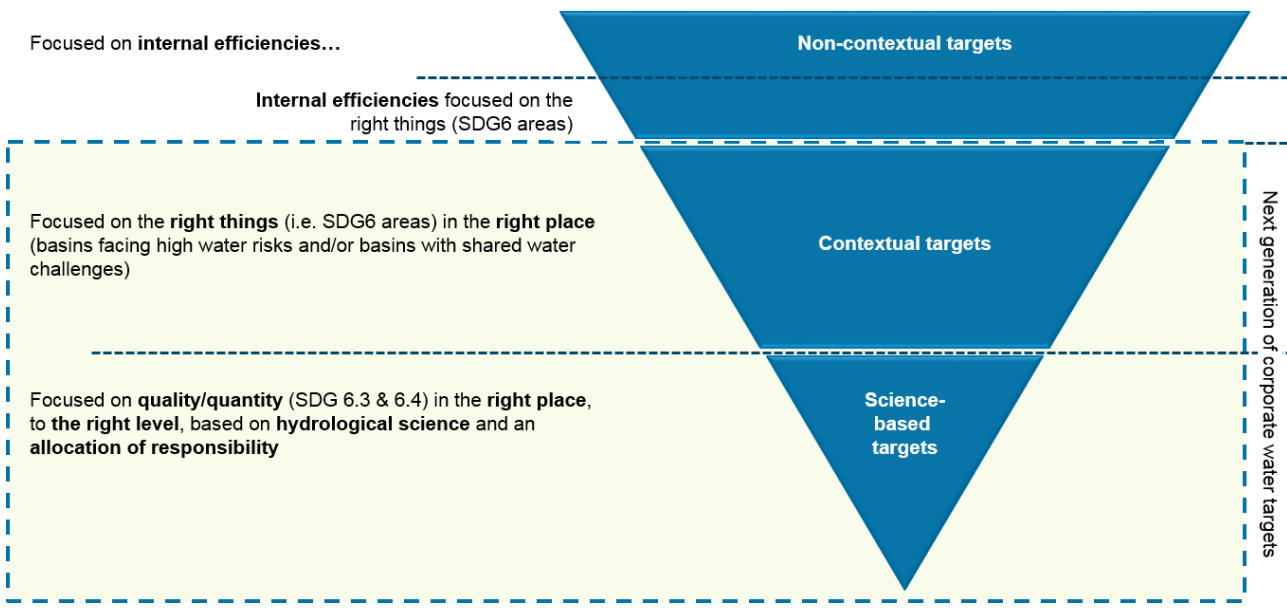 Focused on internal efficiencies…
Non-contextual targets
Internal efficiencies focused on the
right things (SDG6 areas)
Focused on the right things (i.e. SDG6 areas) in the right place
(basins facing high water risks and/or basins with shared water
challenges)
Contextual targets
Focused on quality/quantity (SDG 6.3 & 6.4) in the right place,
to the right level, based on hydrological science and an
allocation of responsibility
Science-
based
targets
Next generation of corporate water targets